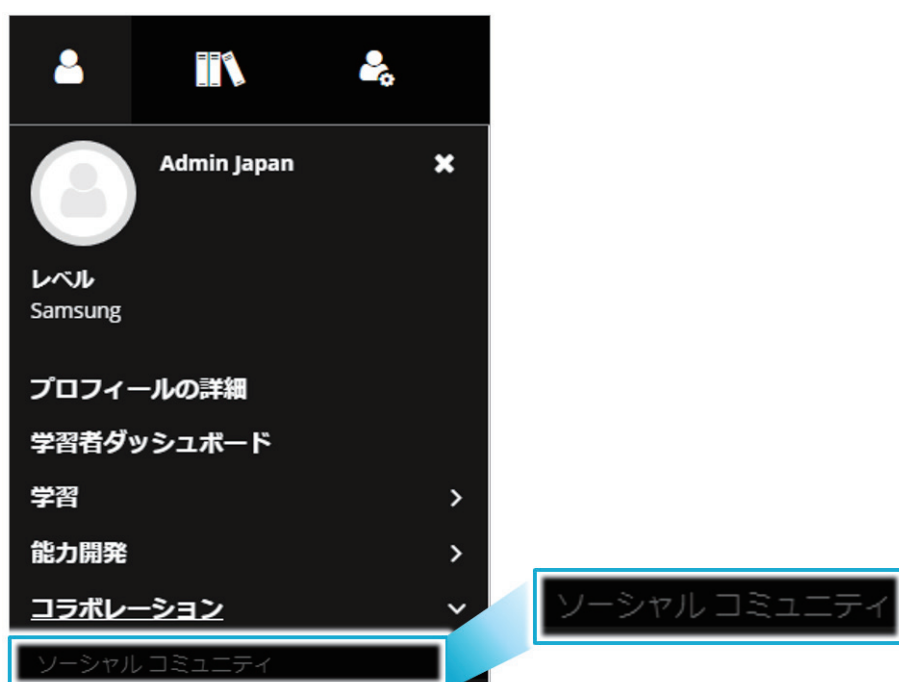 Admin Japan
レベル
Samsung
プロフィールの詳細
学習者ダッシュボード
学習
能力開発
コラボレーション
ソーシャル コミュニティ
ソーシャル コミュニティ